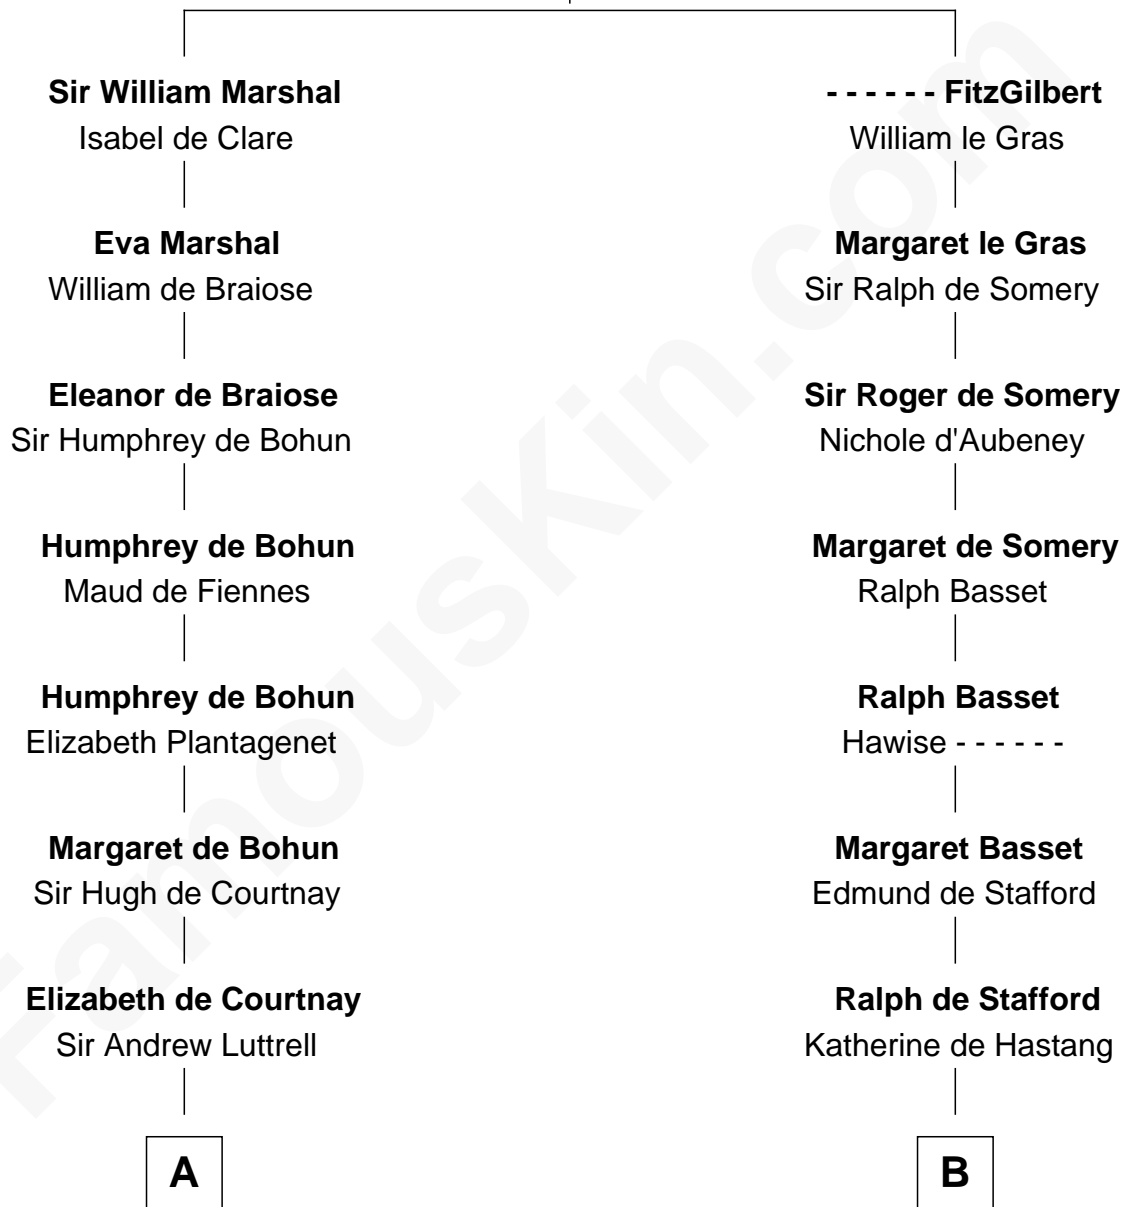 Sir William Marshal
Isabel de Clare
Eva Marshal
William de Braiose
Eleanor de Braiose
Sir Humphrey de Bohun
Humphrey de Bohun
Maud de Fiennes
Humphrey de Bohun
Elizabeth Plantagenet
Margaret de Bohun
Sir Hugh de Courtnay
Elizabeth de Courtnay
Sir Andrew Luttrell
A
- - - - - - FitzGilbert
William le Gras
Margaret le Gras
Sir Ralph de Somery
Sir Roger de Somery
Nichole d'Aubeney
Margaret de Somery
Ralph Basset
Ralph Basset
Hawise - - - - - -
Margaret Basset
Edmund de Stafford
Ralph de Stafford
Katherine de Hastang
B
FamousKin.com